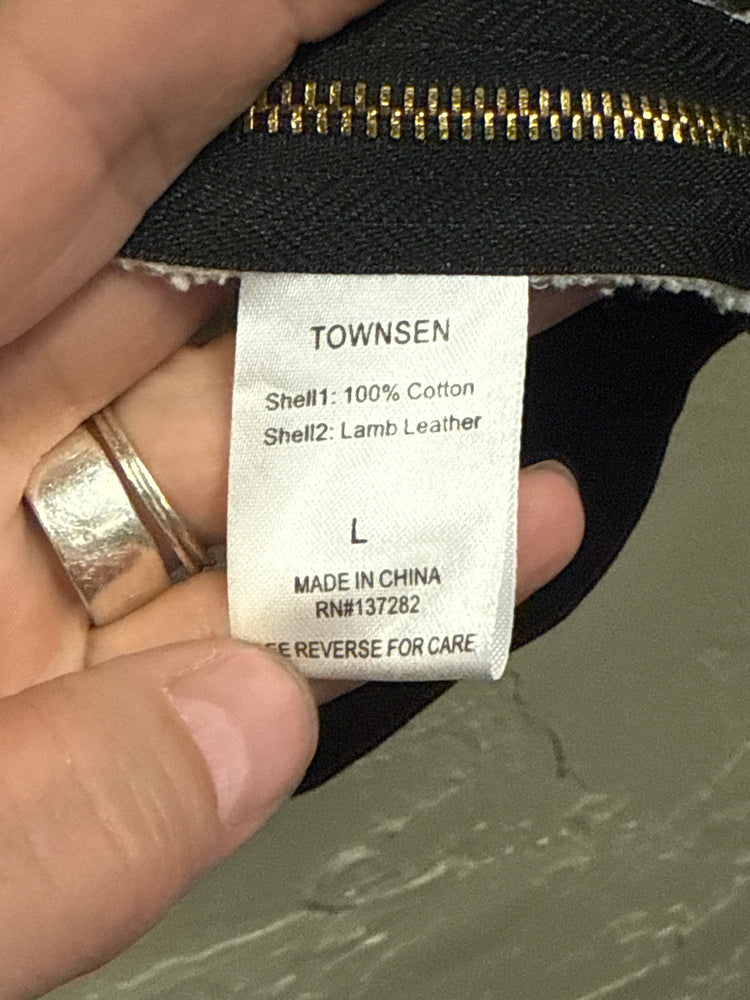 TOWNSEN
Shell1: 100% Cotton
Shell2: Lamb Leather
L
MADE IN CHINA
RN#137282
REVERSE FOR CARE